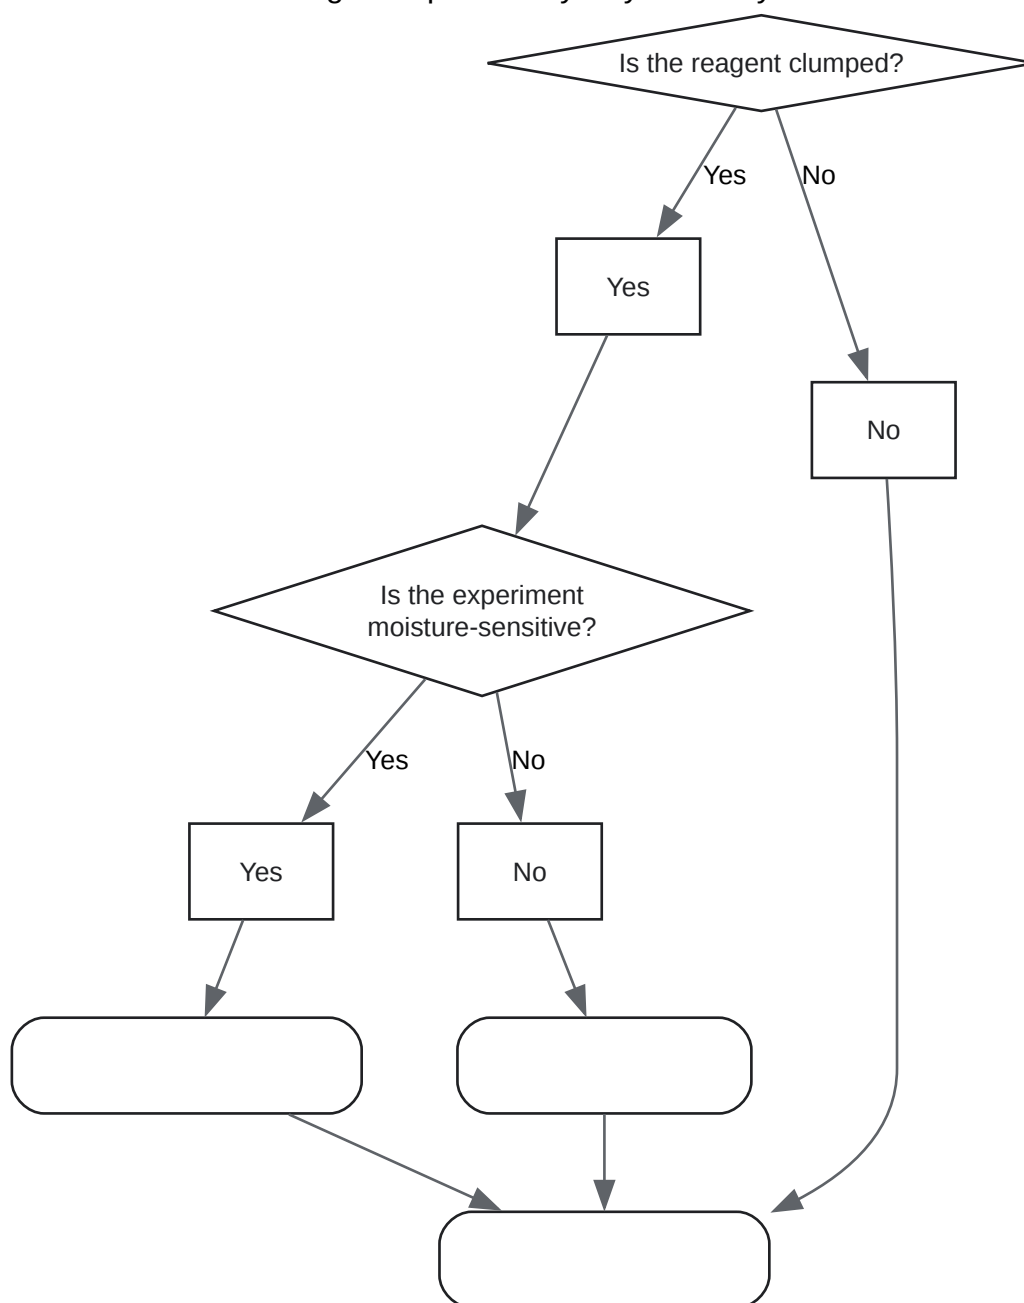 Is the reagent clumped?
Yes
No
Yes
No
Is the experiment
moisture-sensitive?
Yes
No
Yes
No